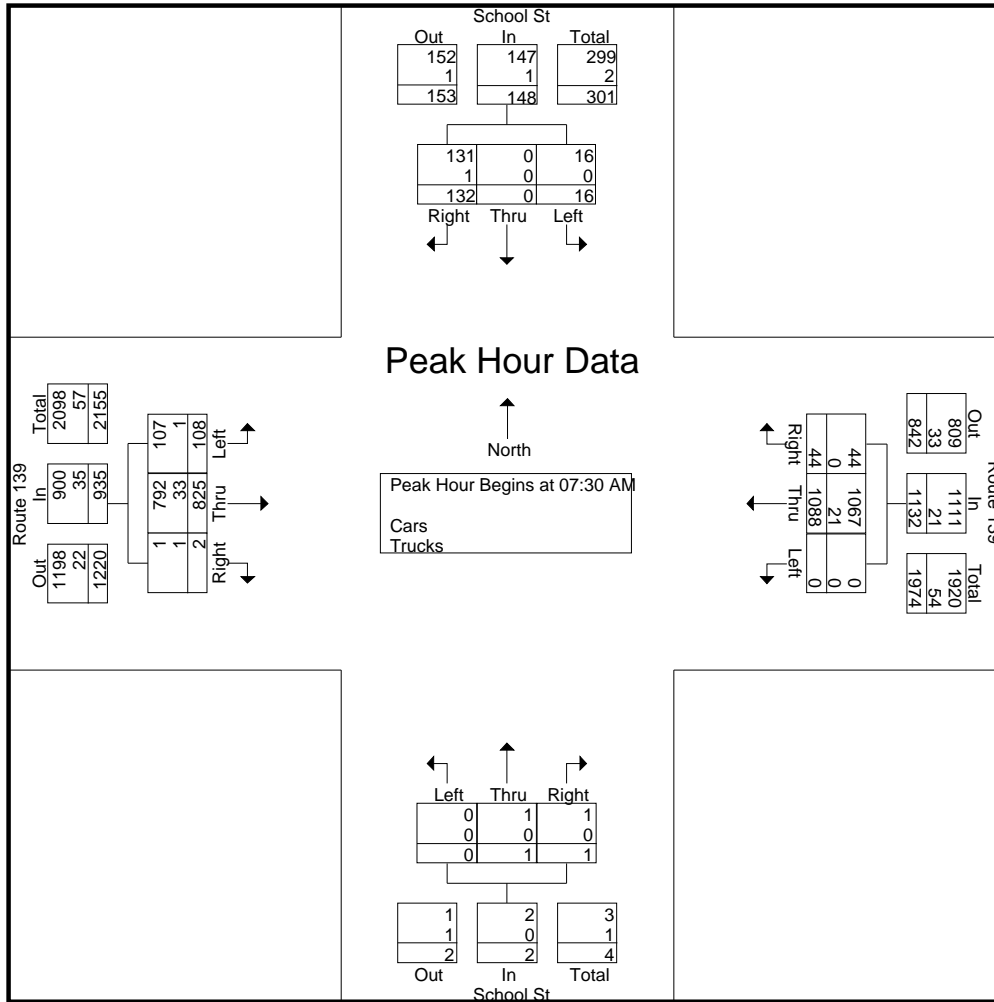 School St
Out In Total
152 147 299
1 1 2
153 148 301
131 0 16
1 0 0
132 0 16
Right Thru Left
Peak Hour Data
North
Peak Hour Begins at 07:30 AM
Cars
Trucks
Route 139
Total In Out
2098 900 1198
57 35 22
2155 935 1220
Left Thru Right
107 792 1
1 33 1
108 825 2
Route 139
Out In Total
809 1111 1920
33 21 54
842 1132 1974
Right Thru Left
44 1067 0
0 21 0
44 1088 0
Left Thru Right
0 1 1
0 0 0
0 1 1
1 2 3
1 0 1
2 2 4
Out In Total
School St